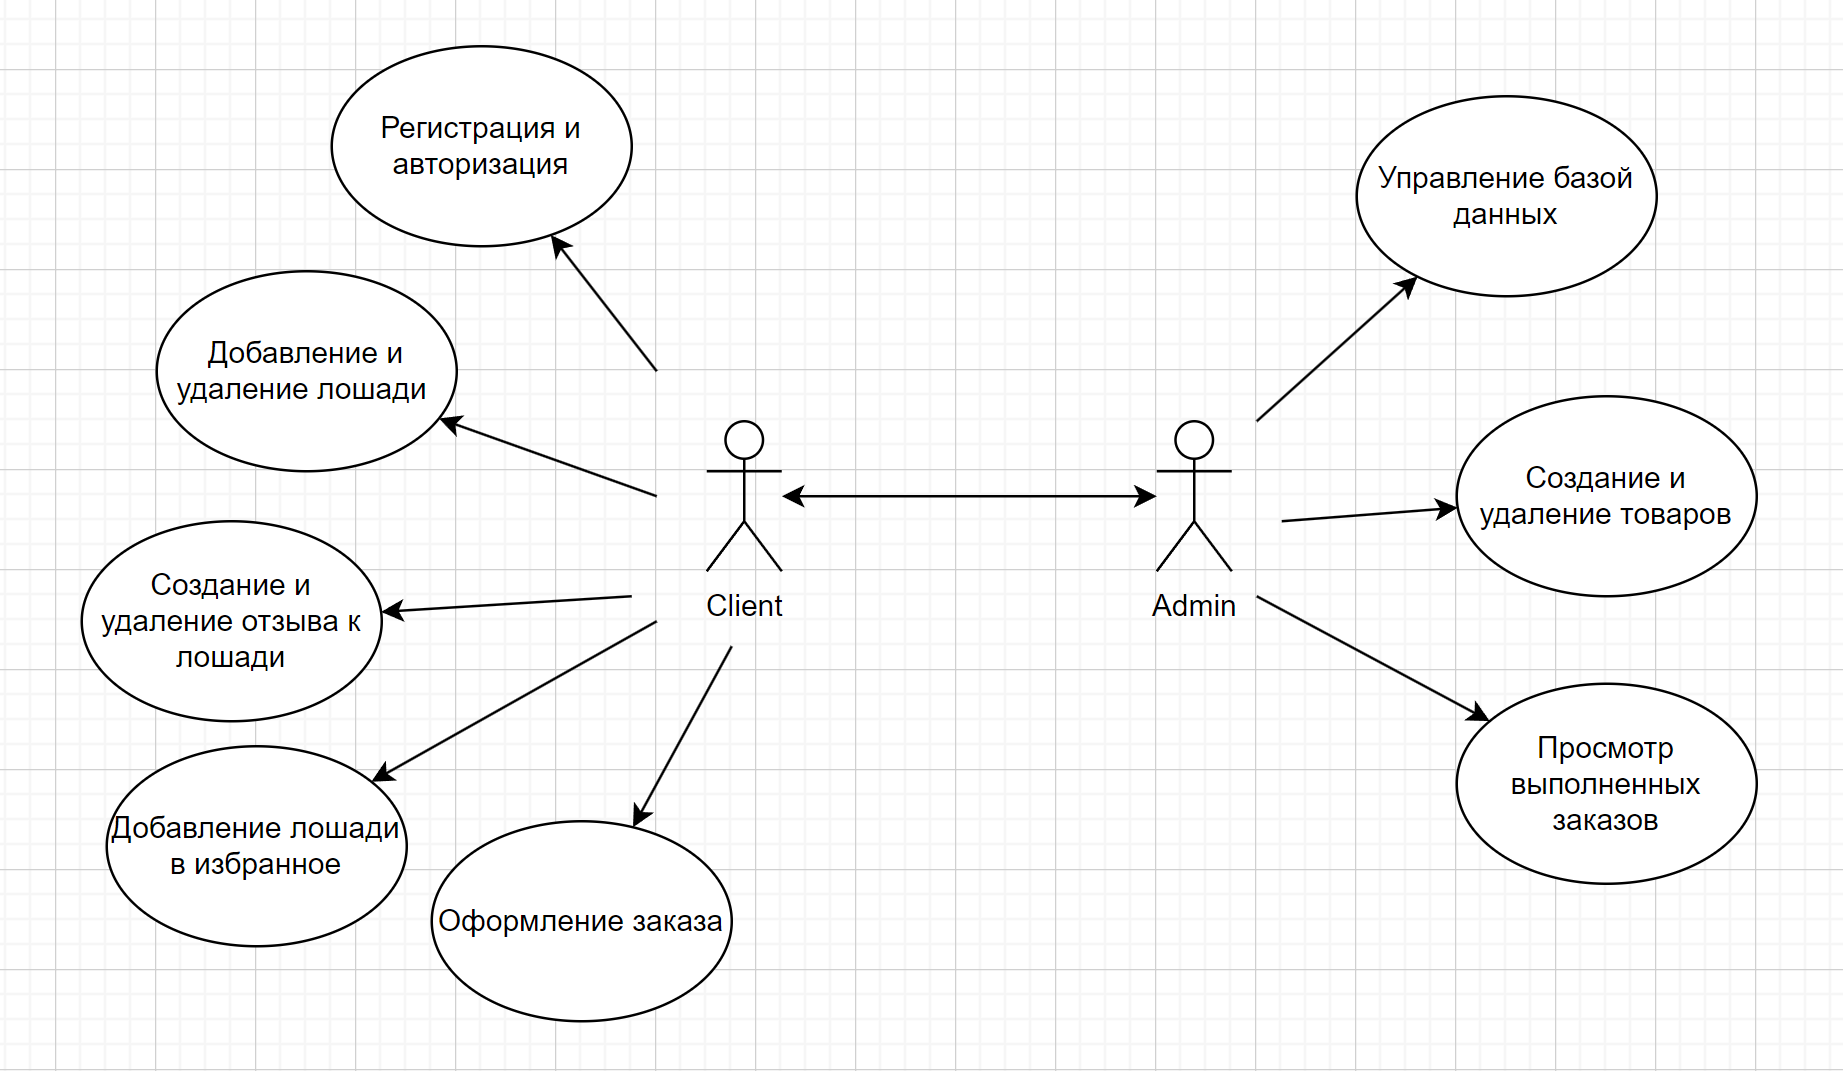 Регистрация и
авторизация
Добавление и
удаление лошади
Создание и
удаление отзыва к
лошади
Добавление лошади
в избранное
Оформление заказа
Client
Admin
Управление базой
данных
Создание и
удаление товаров
Просмотр
выполненных
заказов